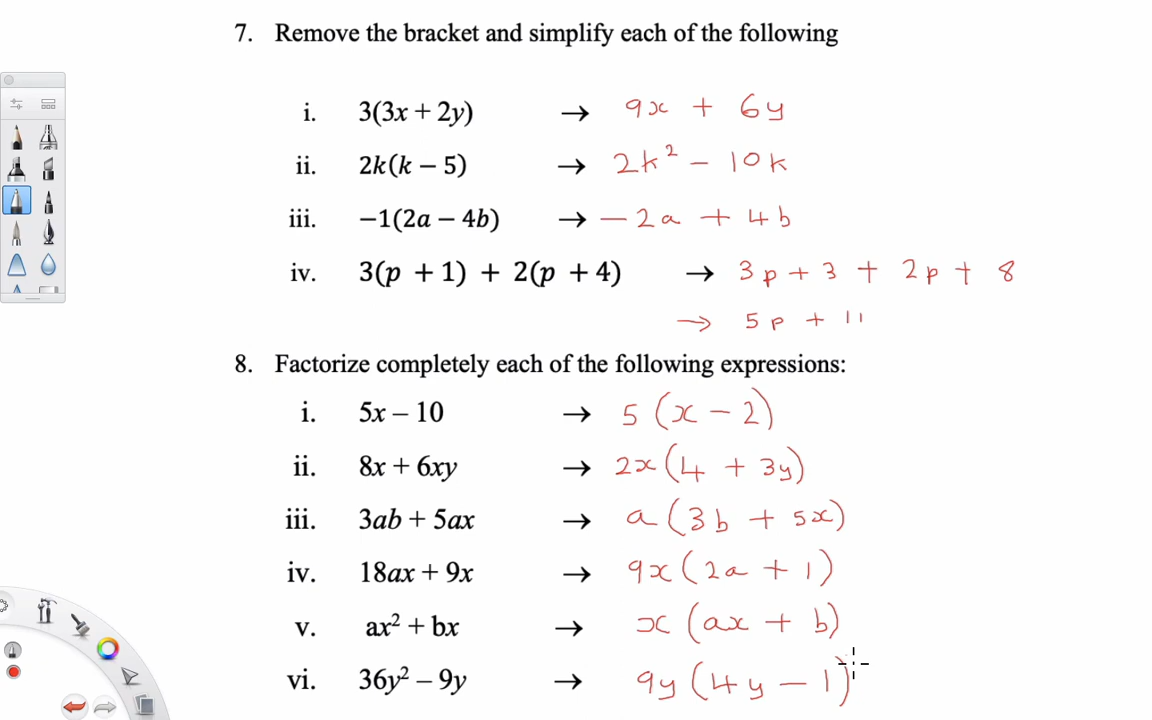 7. Remove the bracket and simplify each of the following
i. 3(3x + 2y) → 9x + 6y
ii. 2k(k – 5) → 2k² – 10k
iii. −1(2a – 4b) → – 2a + 4b
iv. 3(p + 1) + 2(p + 4) → 3p + 3 + 2p + 8
→ 5p + 11
8. Factorize completely each of the following expressions:
i. 5x – 10 → 5 (x – 2)
ii. 8x + 6xy → 2x (4 + 3y)
iii. 3ab + 5ax → a (3b + 5x)
iv. 18ax + 9x → 9x (2a + 1)
v. ax² + bx → x (ax + b)
vi. 36y² – 9y → 9y (4y – 1)